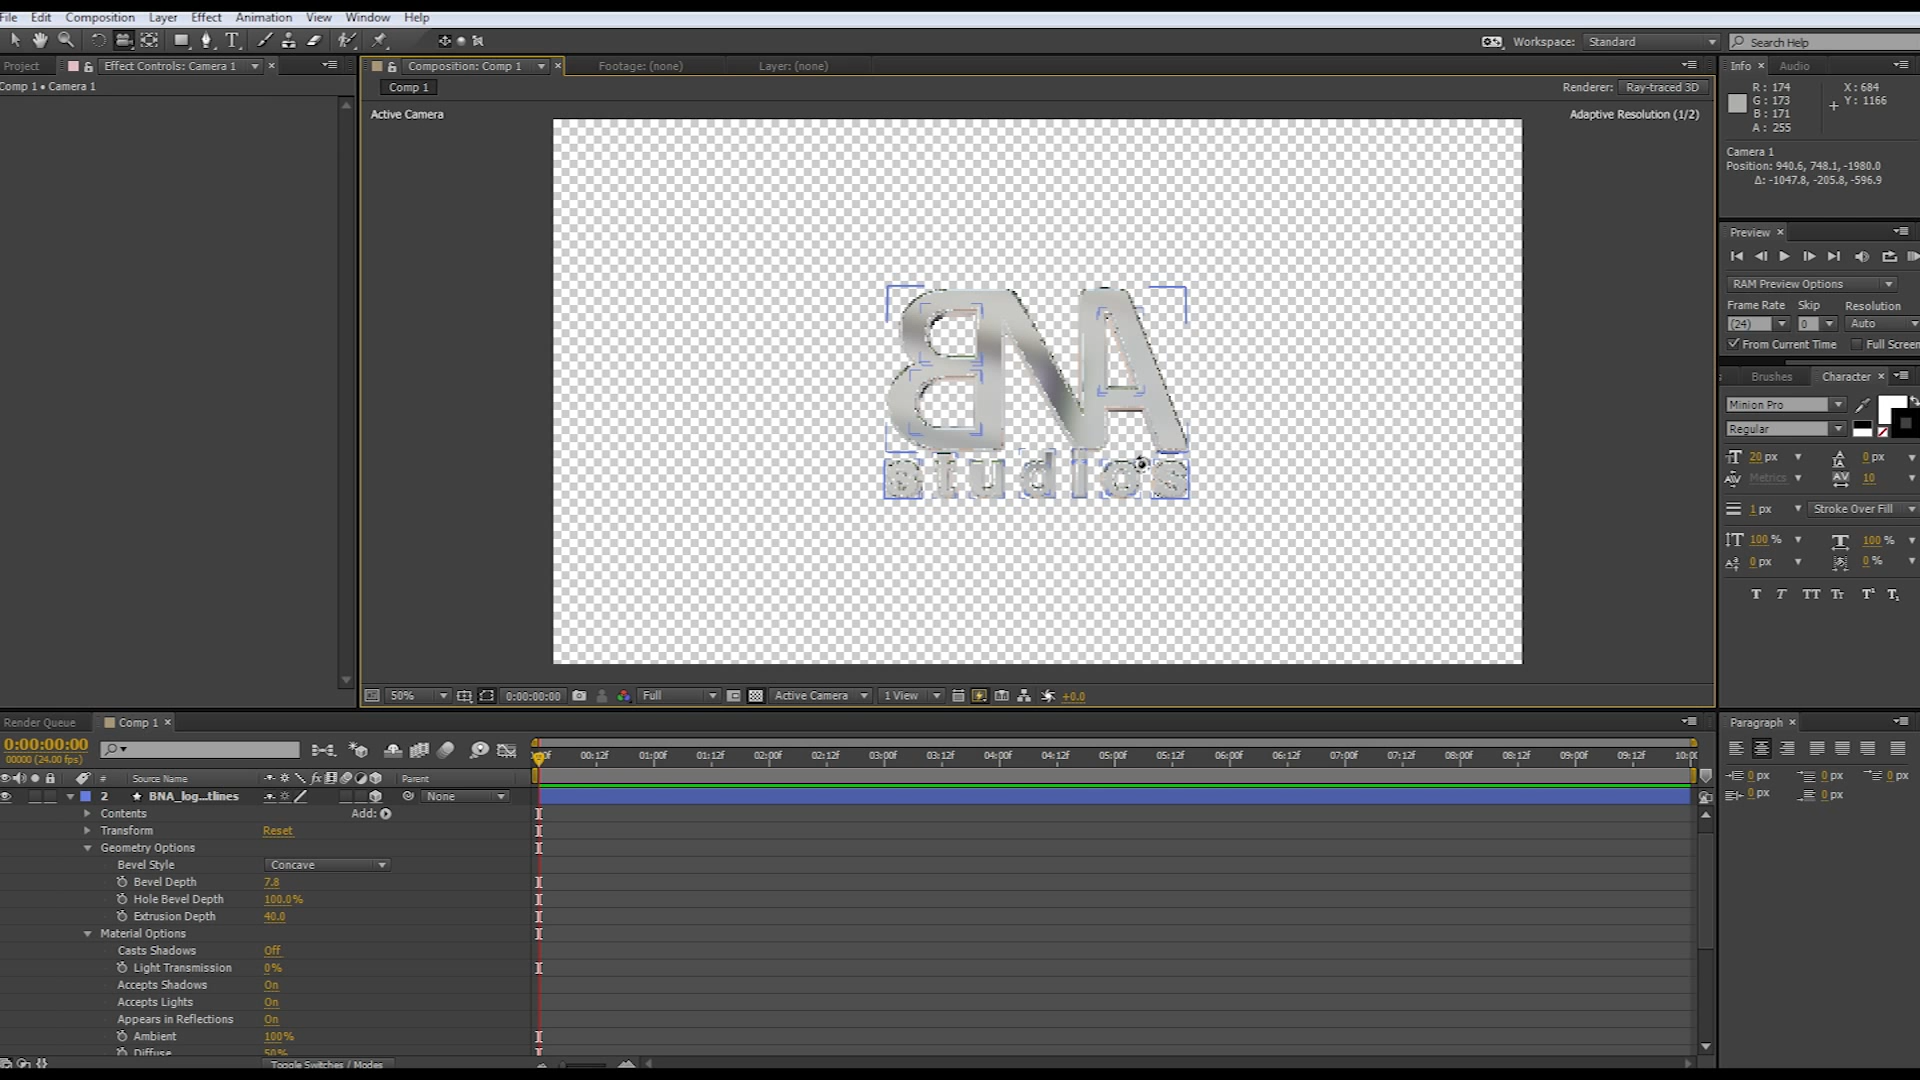 File Edit Composition Layer Effect Animation View Window Help
Workspace: Standard Search Help
Project Effect Controls: Camera 1 Composition: Comp 1 Footage: (none) Layer: (none) Info Audio
Comp 1 • Camera 1
Comp 1
Renderer: Ray-traced 3D
Active Camera
Adaptive Resolution (1/2)
R: 174 X: 684
G: 173 Y: 1166
B: 171
A: 255
Camera 1
Position: 940.6, 748.1, -1980.0
Δ: -1047.8, -205.8, -596.9
Preview
RAM Preview Options
Frame Rate Skip Resolution
(24) 0 Auto
From Current Time Full Screen
Brushes Character
Minion Pro
Regular
20 px 0 px
Metrics 10
1 px Stroke Over Fill
100 % 100 %
0 px 0 %
T T TT Tt T¹ T₁
BNA
studios
50% 0:00:00:00 Full Active Camera 1 View +0.0
Render Queue Comp 1 Paragraph
0:00:00:00
00000 (24.00 fps)
00:12f 01:00f 01:12f 02:00f 02:12f 03:00f 03:12f 04:00f 04:12f 05:00f 05:12f 06:00f 06:12f 07:00f 07:12f 08:00f 08:12f 09:00f 09:12f 10:00
# Source Name fx Parent
0 px 0 px 0 px
0 px 0 px
2 BNA_log...tlines None
Contents Add:
Transform Reset
Geometry Options
Bevel Style Concave
Bevel Depth 7.8
Hole Bevel Depth 100.0%
Extrusion Depth 40.0
Material Options
Casts Shadows Off
Light Transmission 0%
Accepts Shadows On
Accepts Lights On
Appears in Reflections On
Ambient 100%
Diffuse 50%
Toggle Switches / Modes